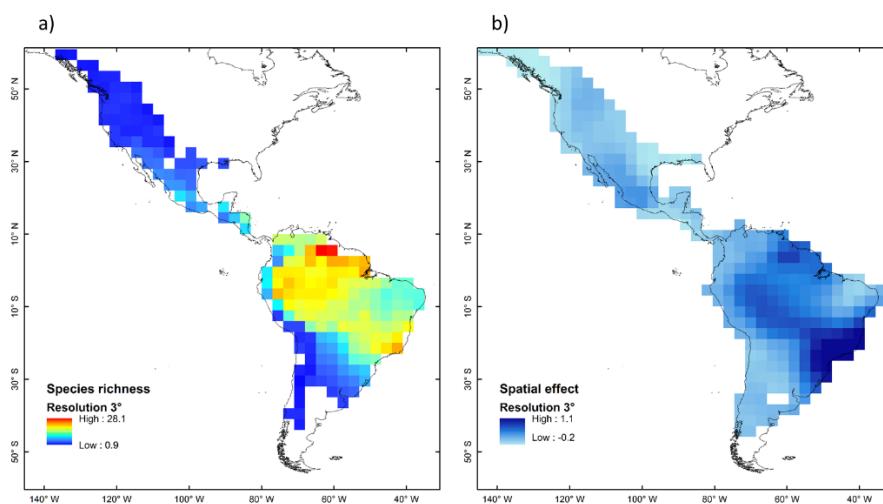 a)
b)
50° N
30° N
10° N
10° S
30° S
50° S
Species richness
Resolution 3°
High : 28.1
Low : 0.9
140° W 120° W 100° W 80° W 60° W 40° W
50° N
30° N
10° N
10° S
30° S
50° S
Spatial effect
Resolution 3°
High : 1.1
Low : -0.2
140° W 120° W 100° W 80° W 60° W 40° W